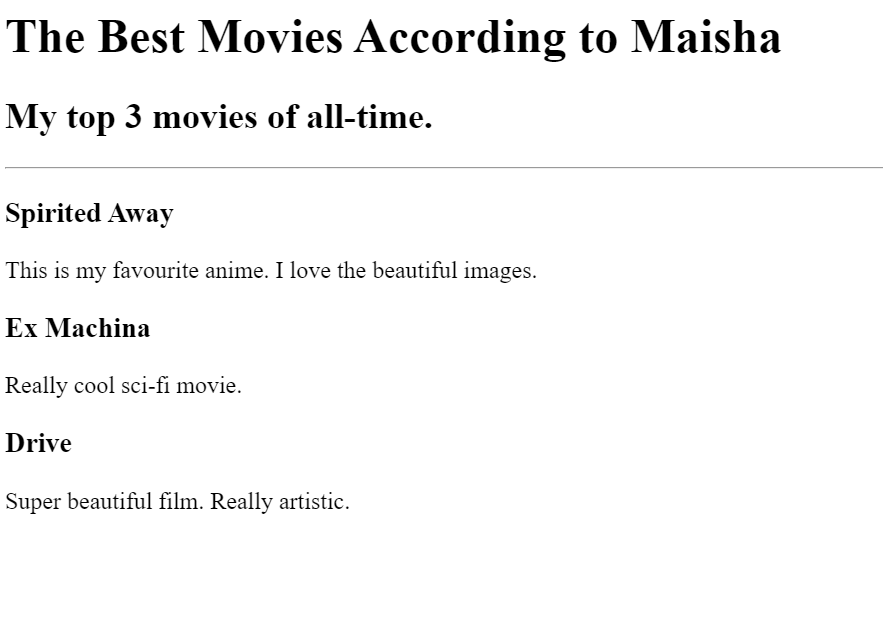 The Best Movies According to Maisha
My top 3 movies of all-time.
Spirited Away
This is my favourite anime. I love the beautiful images.
Ex Machina
Really cool sci-fi movie.
Drive
Super beautiful film. Really artistic.